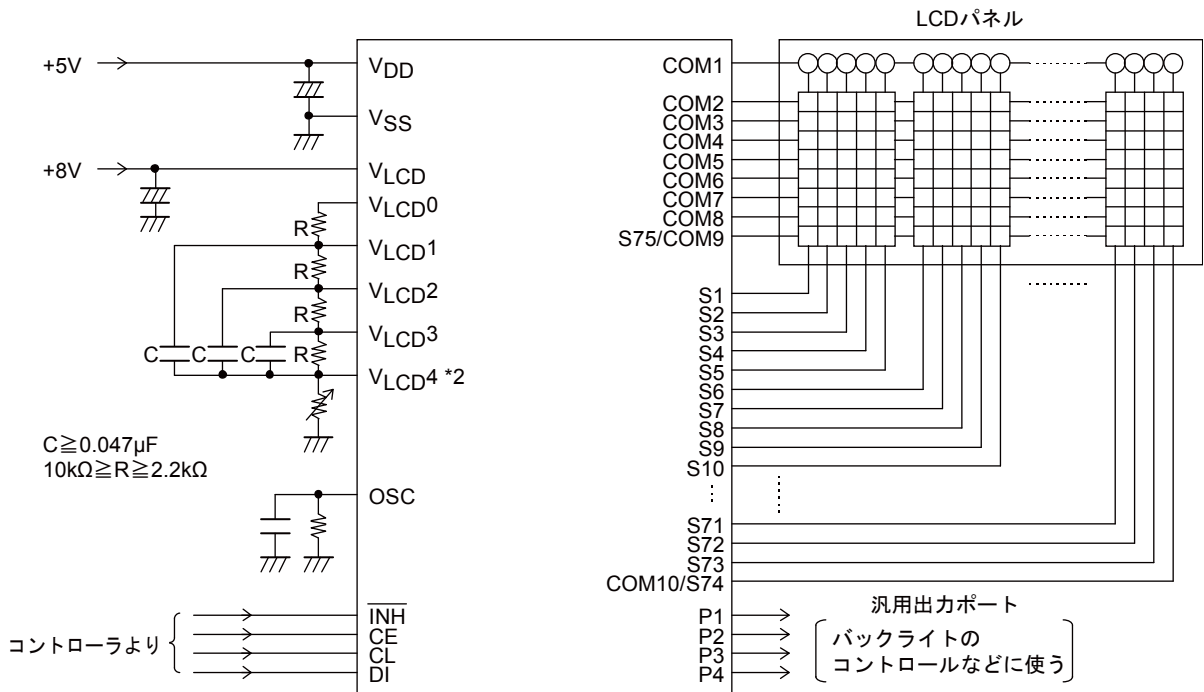 LCDパネル
+5V
VDD
VSS
+8V
VLCD
VLCD0
R
VLCD1
R
VLCD2
R
VLCD3
C
C
C
R
VLCD4 *2
C≧0.047μF
10kΩ≧R≧2.2kΩ
OSC
コントローラより
INH
CE
CL
DI
COM1
COM2
COM3
COM4
COM5
COM6
COM7
COM8
S75/COM9
S1
S2
S3
S4
S5
S6
S7
S8
S9
S10
S71
S72
S73
COM10/S74
P1
P2
P3
P4
汎用出力ポート
バックライトの
コントロールなどに使う